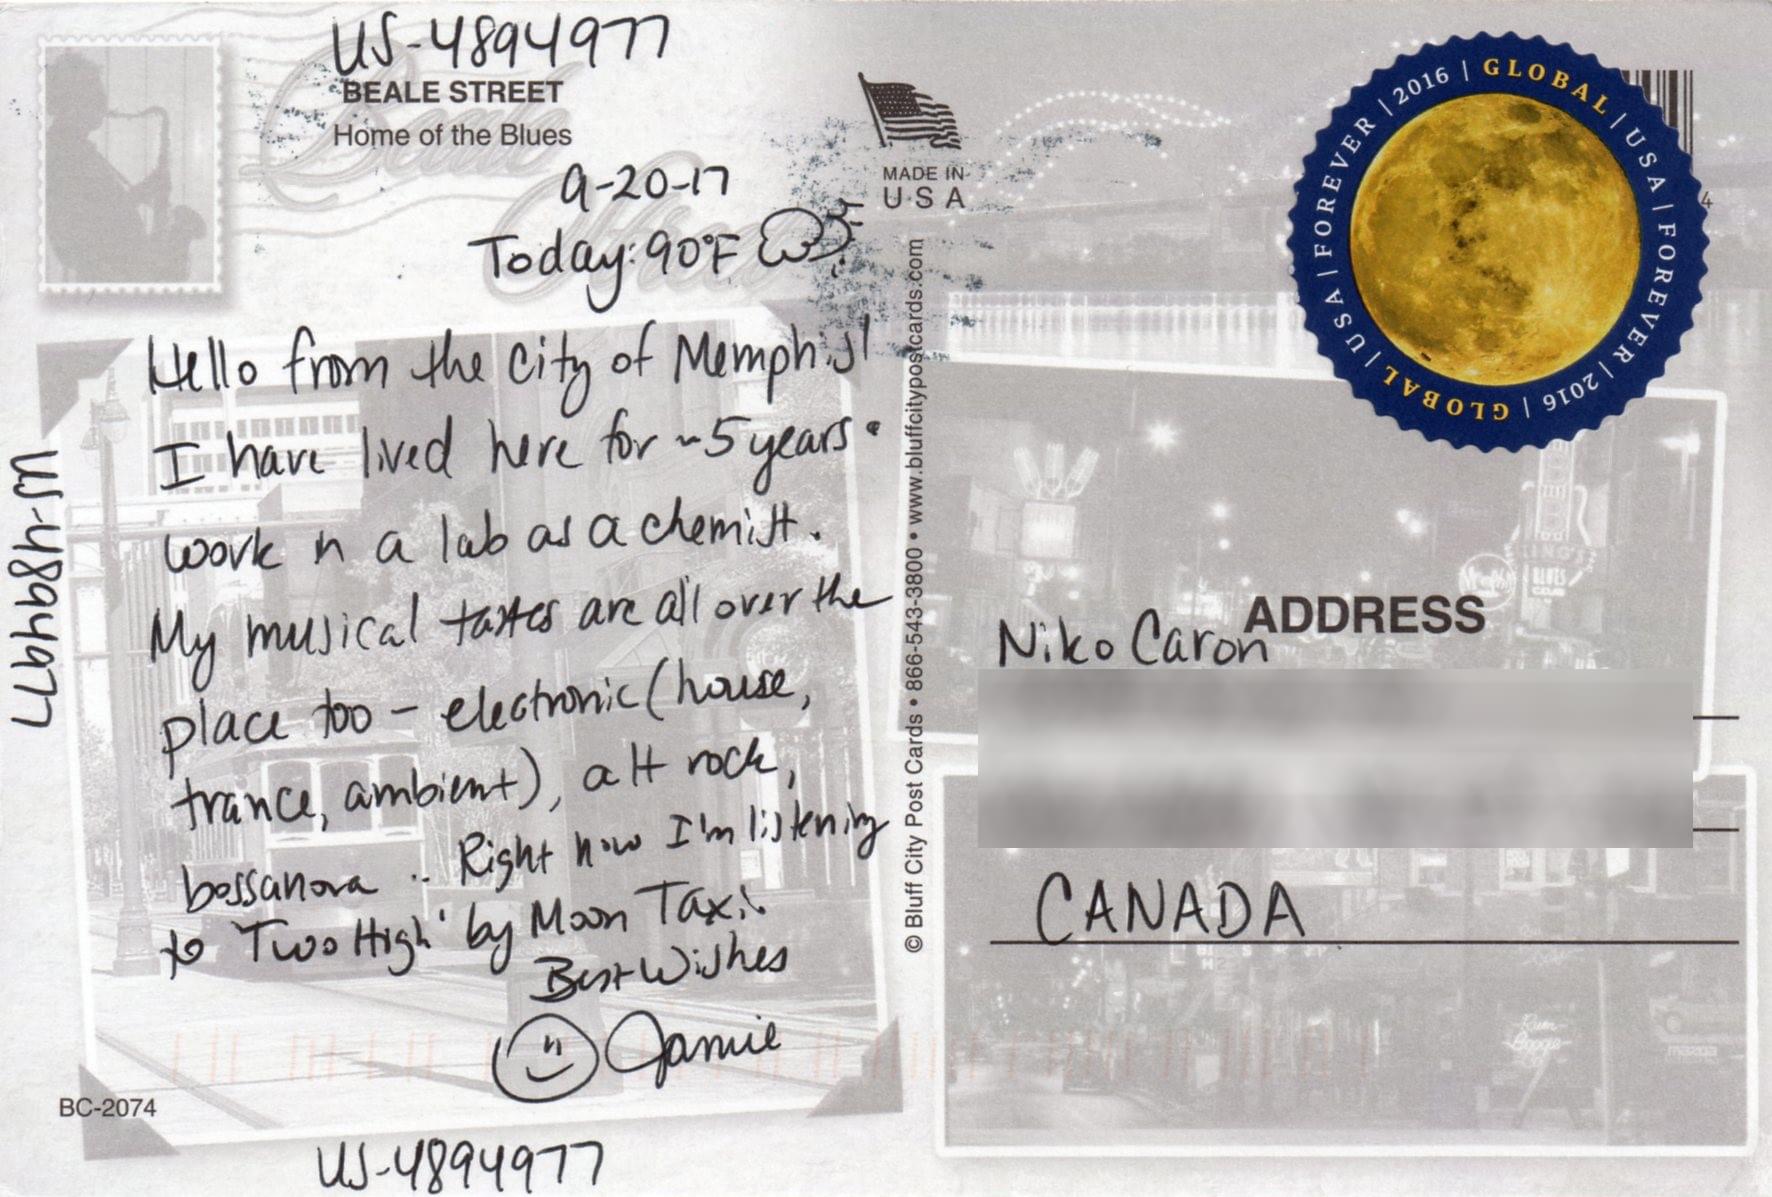 US-4894977
BEALE STREET
Home of the Blues
9-20-17
Today: 90°F
Hello from the city of Memphis!
I have lived here for ~5 years.
work in a lab as a chemist.
My musical tastes are all over the
place too - electronic (house,
trance, ambient), alt rock,
bossanova .. Right now I'm listening
to 'Two High' by Moon Taxi.
Best Wishes
Jamie
US-4894977
US-4894977
BC-2074
MADE IN
U·S·A
© Bluff City Post Cards • 866-543-3800 • www.bluffcitypostcards.com
GLOBAL | USA | FOREVER | 2016 | GLOBAL | USA | FOREVER | 2016 |
4
ADDRESS
Niko Caron
CANADA